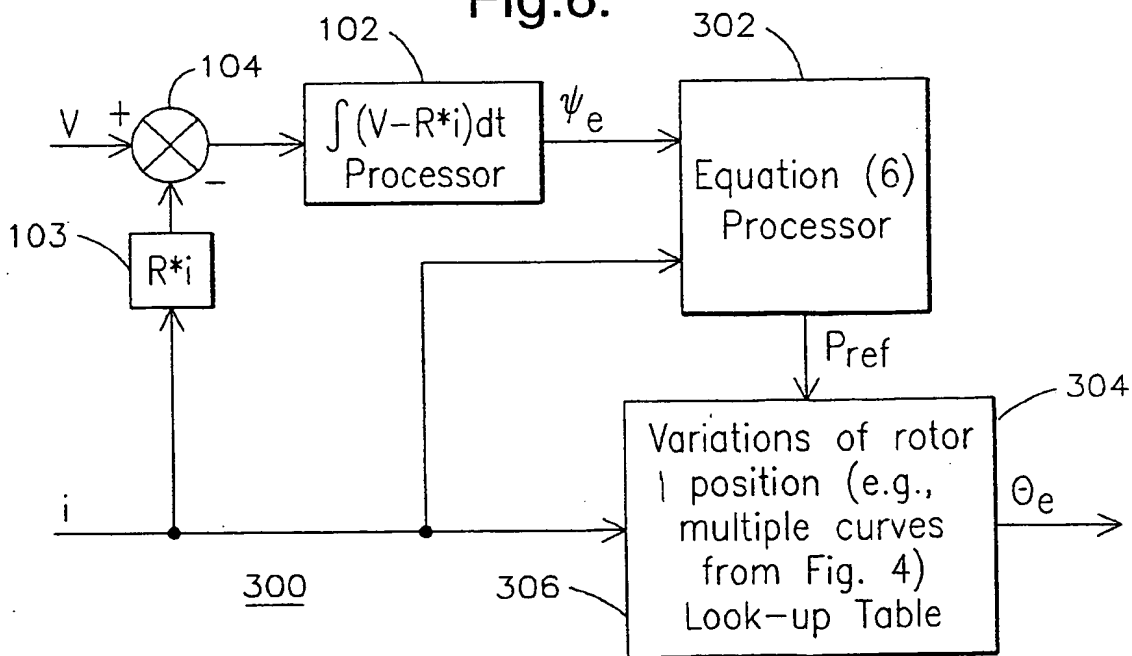 Fig.8.
102
302
104
V
+
-
∫(V-R*i)dt
Processor
ψe
Equation (6)
Processor
103
R*i
Pref
304
Variations of rotor
position (e.g.,
multiple curves
from Fig. 4)
Look-up Table
Θe
i
300
306